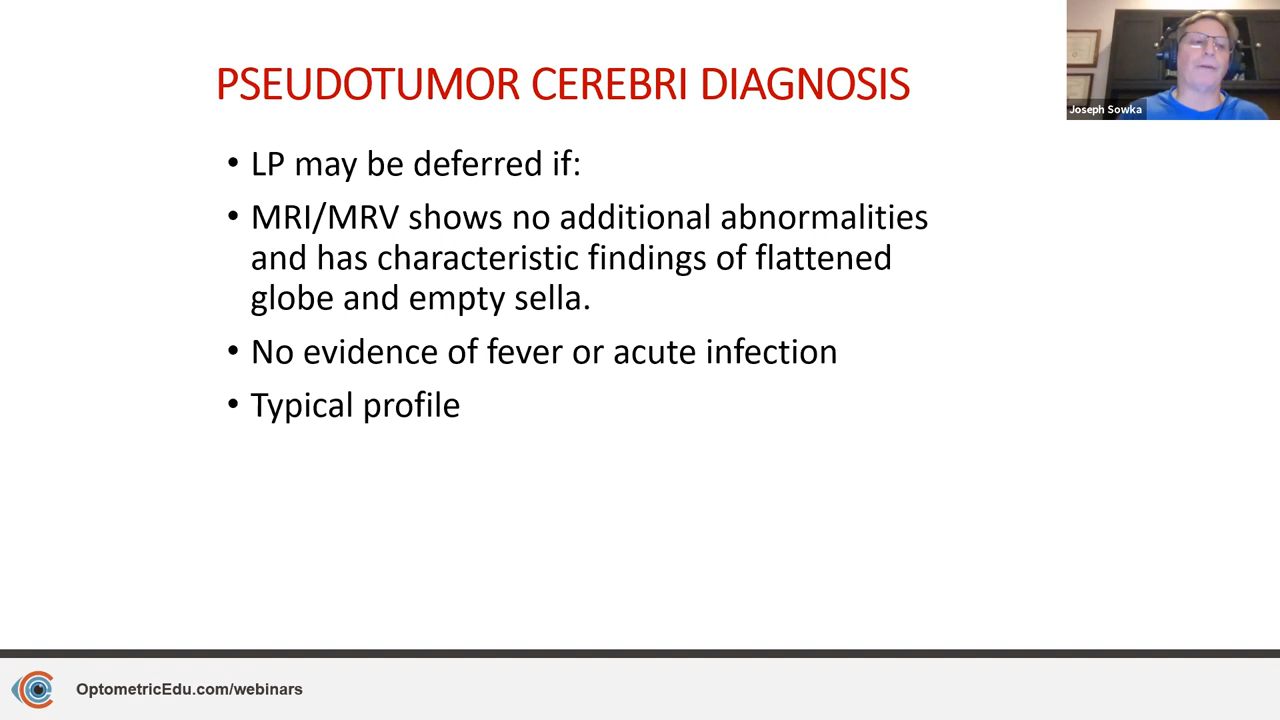 PSEUDOTUMOR CEREBRI DIAGNOSIS
Joseph Sowka
• LP may be deferred if:
• MRI/MRV shows no additional abnormalities
and has characteristic findings of flattened
globe and empty sella.
• No evidence of fever or acute infection
• Typical profile
OptometricEdu.com/webinars